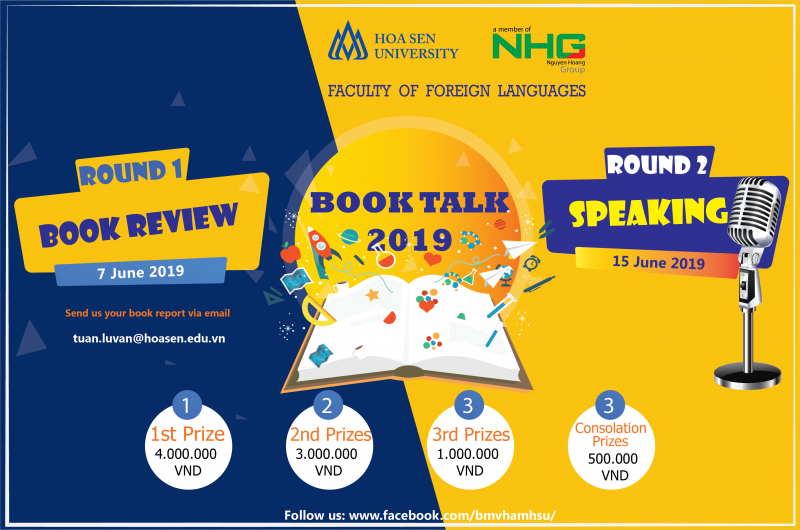 HOA SEN
UNIVERSITY
a member of
NHG
Nguyen Hoang
Group
FACULTY OF FOREIGN LANGUAGES
ROUND 1
BOOK REVIEW
7 June 2019
Send us your book report via email
tuan.luvan@hoasen.edu.vn
BOOK TALK
2019
ROUND 2
SPEAKING
15 June 2019
1
1st Prize
4.000.000
VND
2
2nd Prizes
3.000.000
VND
3
3rd Prizes
1.000.000
VND
3
Consolation
Prizes
500.000
VND
Follow us: www.facebook.com/bmvhamhsu/